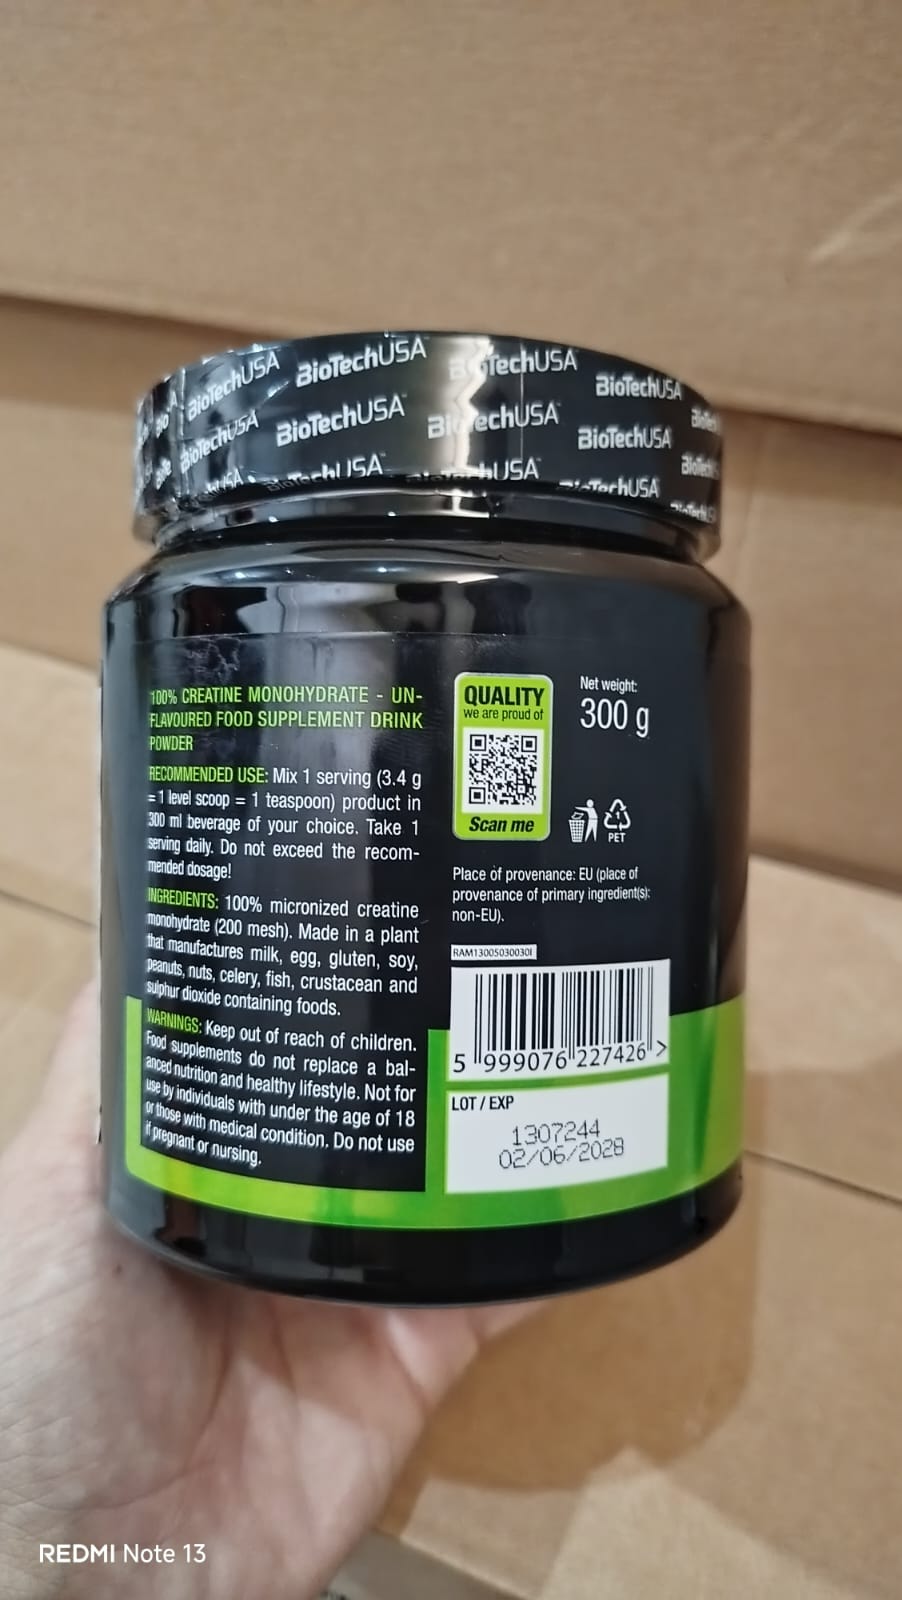 BioTechUSA BioTechUSA BioTechUSA BioTechUSA
BioTechUSA BioTechUSA BioTechUSA BioTechUSA
100% CREATINE MONOHYDRATE - UN-
FLAVOURED FOOD SUPPLEMENT DRINK
POWDER
RECOMMENDED USE: Mix 1 serving (3.4 g
= 1 level scoop = 1 teaspoon) product in
300 ml beverage of your choice. Take 1
serving daily. Do not exceed the recom-
mended dosage!
INGREDIENTS: 100% micronized creatine
monohydrate (200 mesh). Made in a plant
that manufactures milk, egg, gluten, soy,
peanuts, nuts, celery, fish, crustacean and
sulphur dioxide containing foods.
WARNINGS: Keep out of reach of children.
Food supplements do not replace a bal-
anced nutrition and healthy lifestyle. Not for
use by individuals with under the age of 18
or those with medical condition. Do not use
if pregnant or nursing.
QUALITY
we are proud of
Scan me
Net weight:
300 g
1
PET
Place of provenance: EU (place of
provenance of primary ingredient(s):
non-EU).
RAM13005030030I
5 999076 227426 >
LOT / EXP
1307244
02/06/2028
REDMI Note 13